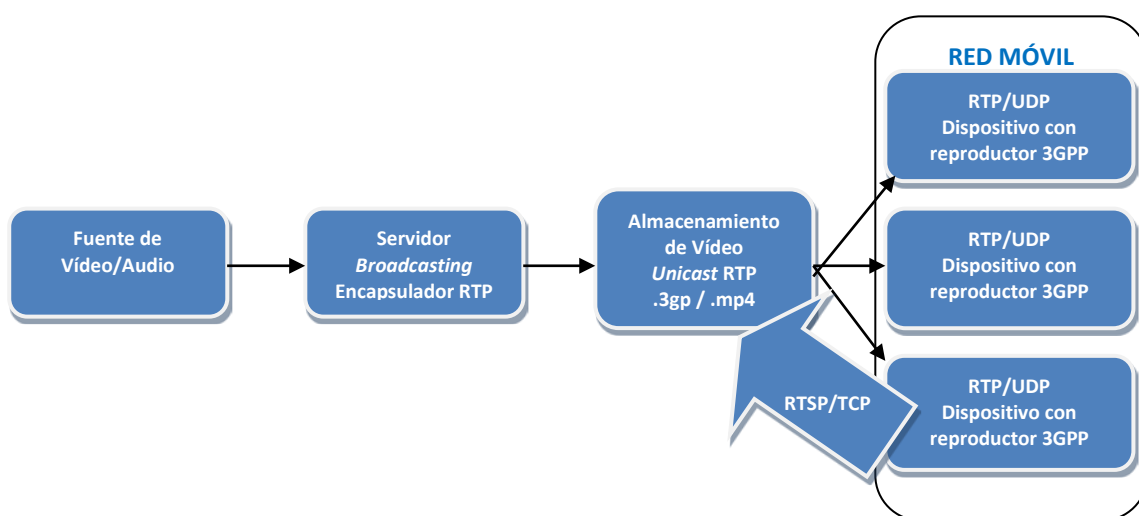 RED MÓVIL
RTP/UDP
Dispositivo con
reproductor 3GPP
Fuente de
Vídeo/Audio
Servidor
Broadcasting
Encapsulador RTP
Almacenamiento
de Vídeo
Unicast RTP
.3gp / .mp4
RTP/UDP
Dispositivo con
reproductor 3GPP
RTSP/TCP
RTP/UDP
Dispositivo con
reproductor 3GPP